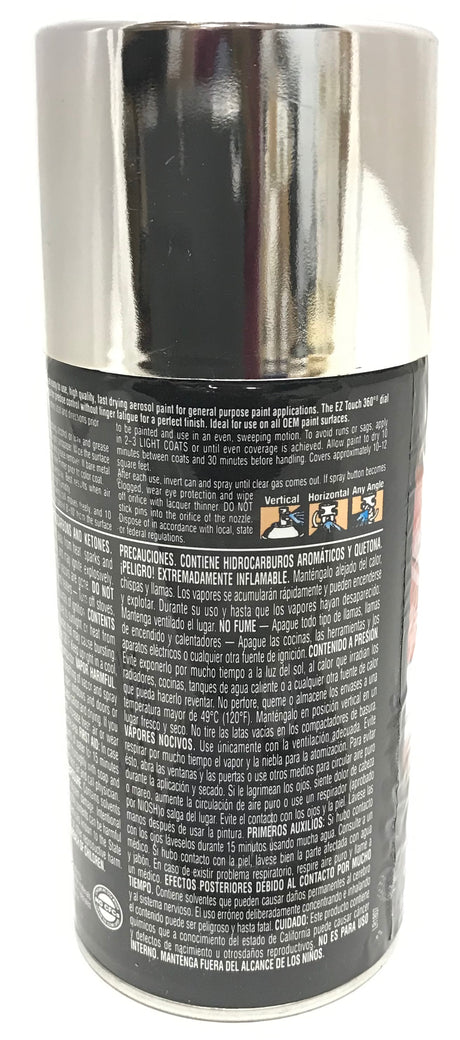 to use, high quality, fast drying aerosol paint for general purpose paint applications. The EZ Touch 360° dial
control without finger fatigue for a perfect finish. Ideal for use on all OEM paint surfaces.
to be painted and use in an even, sweeping motion. To avoid runs or sags, apply
in 2-3 LIGHT COATS or until even coverage is achieved. Allow paint to dry 10
minutes between coats and 30 minutes before handling. Covers approximately 10-12
square feet.
After each use, invert can and spray until clear gas comes out. If spray button becomes
clogged, wear eye protection and wipe
off orifice with lacquer thinner. DO NOT
stick pins into the orifice of the nozzle.
Dispose of in accordance with local, state
or federal regulations.
Vertical Horizontal Any Angle
AND KETONES.
PRECAUCIONES. CONTIENE HIDROCARBUROS AROMÁTICOS Y QUETONA.
¡PELIGRO! EXTREMADAMENTE INFLAMABLE. Manténgalo alejado del calor,
chispas y llamas. Los vapores se acumularán rápidamente y pueden encenderse
y explotar. Durante su uso y hasta que los vapores hayan desaparecido:
Mantenga ventilado el lugar. NO FUME — Apague todo tipo de llamas, llamas
de encendido y calentadores — Apague las cocinas, las herramientas y los
aparatos eléctricos o cualquier otra fuente de ignición. CONTENIDO A PRESIÓN
Evite exponerlo por mucho tiempo a la luz del sol, al calor que irradian los
radiadores, cocinas, tanques de agua caliente o a cualquier otra fuente de calor
que pueda hacerlo reventar. No perfore, queme o almacene los envases a una
temperatura mayor de 49°C (120°F). Manténgalo en posición vertical en un
lugar fresco y seco. No tire las latas vacías en los compactadores de basura.
VAPORES NOCIVOS. Use únicamente con la ventilación adecuada. Evite
respirar por mucho tiempo el vapor y la niebla para la atomización. Para evitar
ésto, abra las ventanas y las puertas o use otros medios para circular aire puro
durante la aplicación y secado. Si le lagrimean los ojos, siente dolor de cabeza
o mareo, aumente la circulación de aire puro o use un respirador (aprobado
por NIOSH)o salga del lugar. Evite el contacto con los ojos y la piel. Lávese las
manos después de usar la pintura. PRIMEROS AUXILIOS: Si hubo contacto
con los ojos láveselos durante 15 minutos usando mucha agua. Consulte a un
médico. Si hubo contacto con la piel, lávese bien la parte afectada con agua
y jabón. En caso de existir problema respiratorio, respire aire puro y llame a
un médico. EFECTOS POSTERIORES DEBIDO AL CONTACTO POR MUCHO
TIEMPO. Contiene solventes que pueden causar daños permanentes al cerebro
y al sistema nervioso. El uso erróneo deliberadamente concentrando e inhalando
el contenido puede ser peligroso y hasta fatal. CUIDADO: Este producto contiene
químicos que a conocimiento del estado de California puede causar cáncer
y defectos de nacimiento u otrosdaños reproductivos. NO ES PARA USO
INTERNO. MANTENGA FUERA DEL ALCANCE DE LOS NIÑOS.